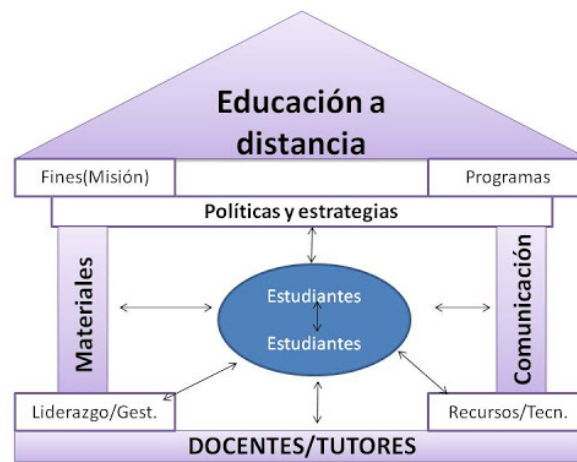 Educación a
distancia
Fines(Misión)
Programas
Políticas y estrategias
Materiales
Estudiantes
Estudiantes
Comunicación
Liderazgo/Gest.
Recursos/Tecn.
DOCENTES/TUTORES